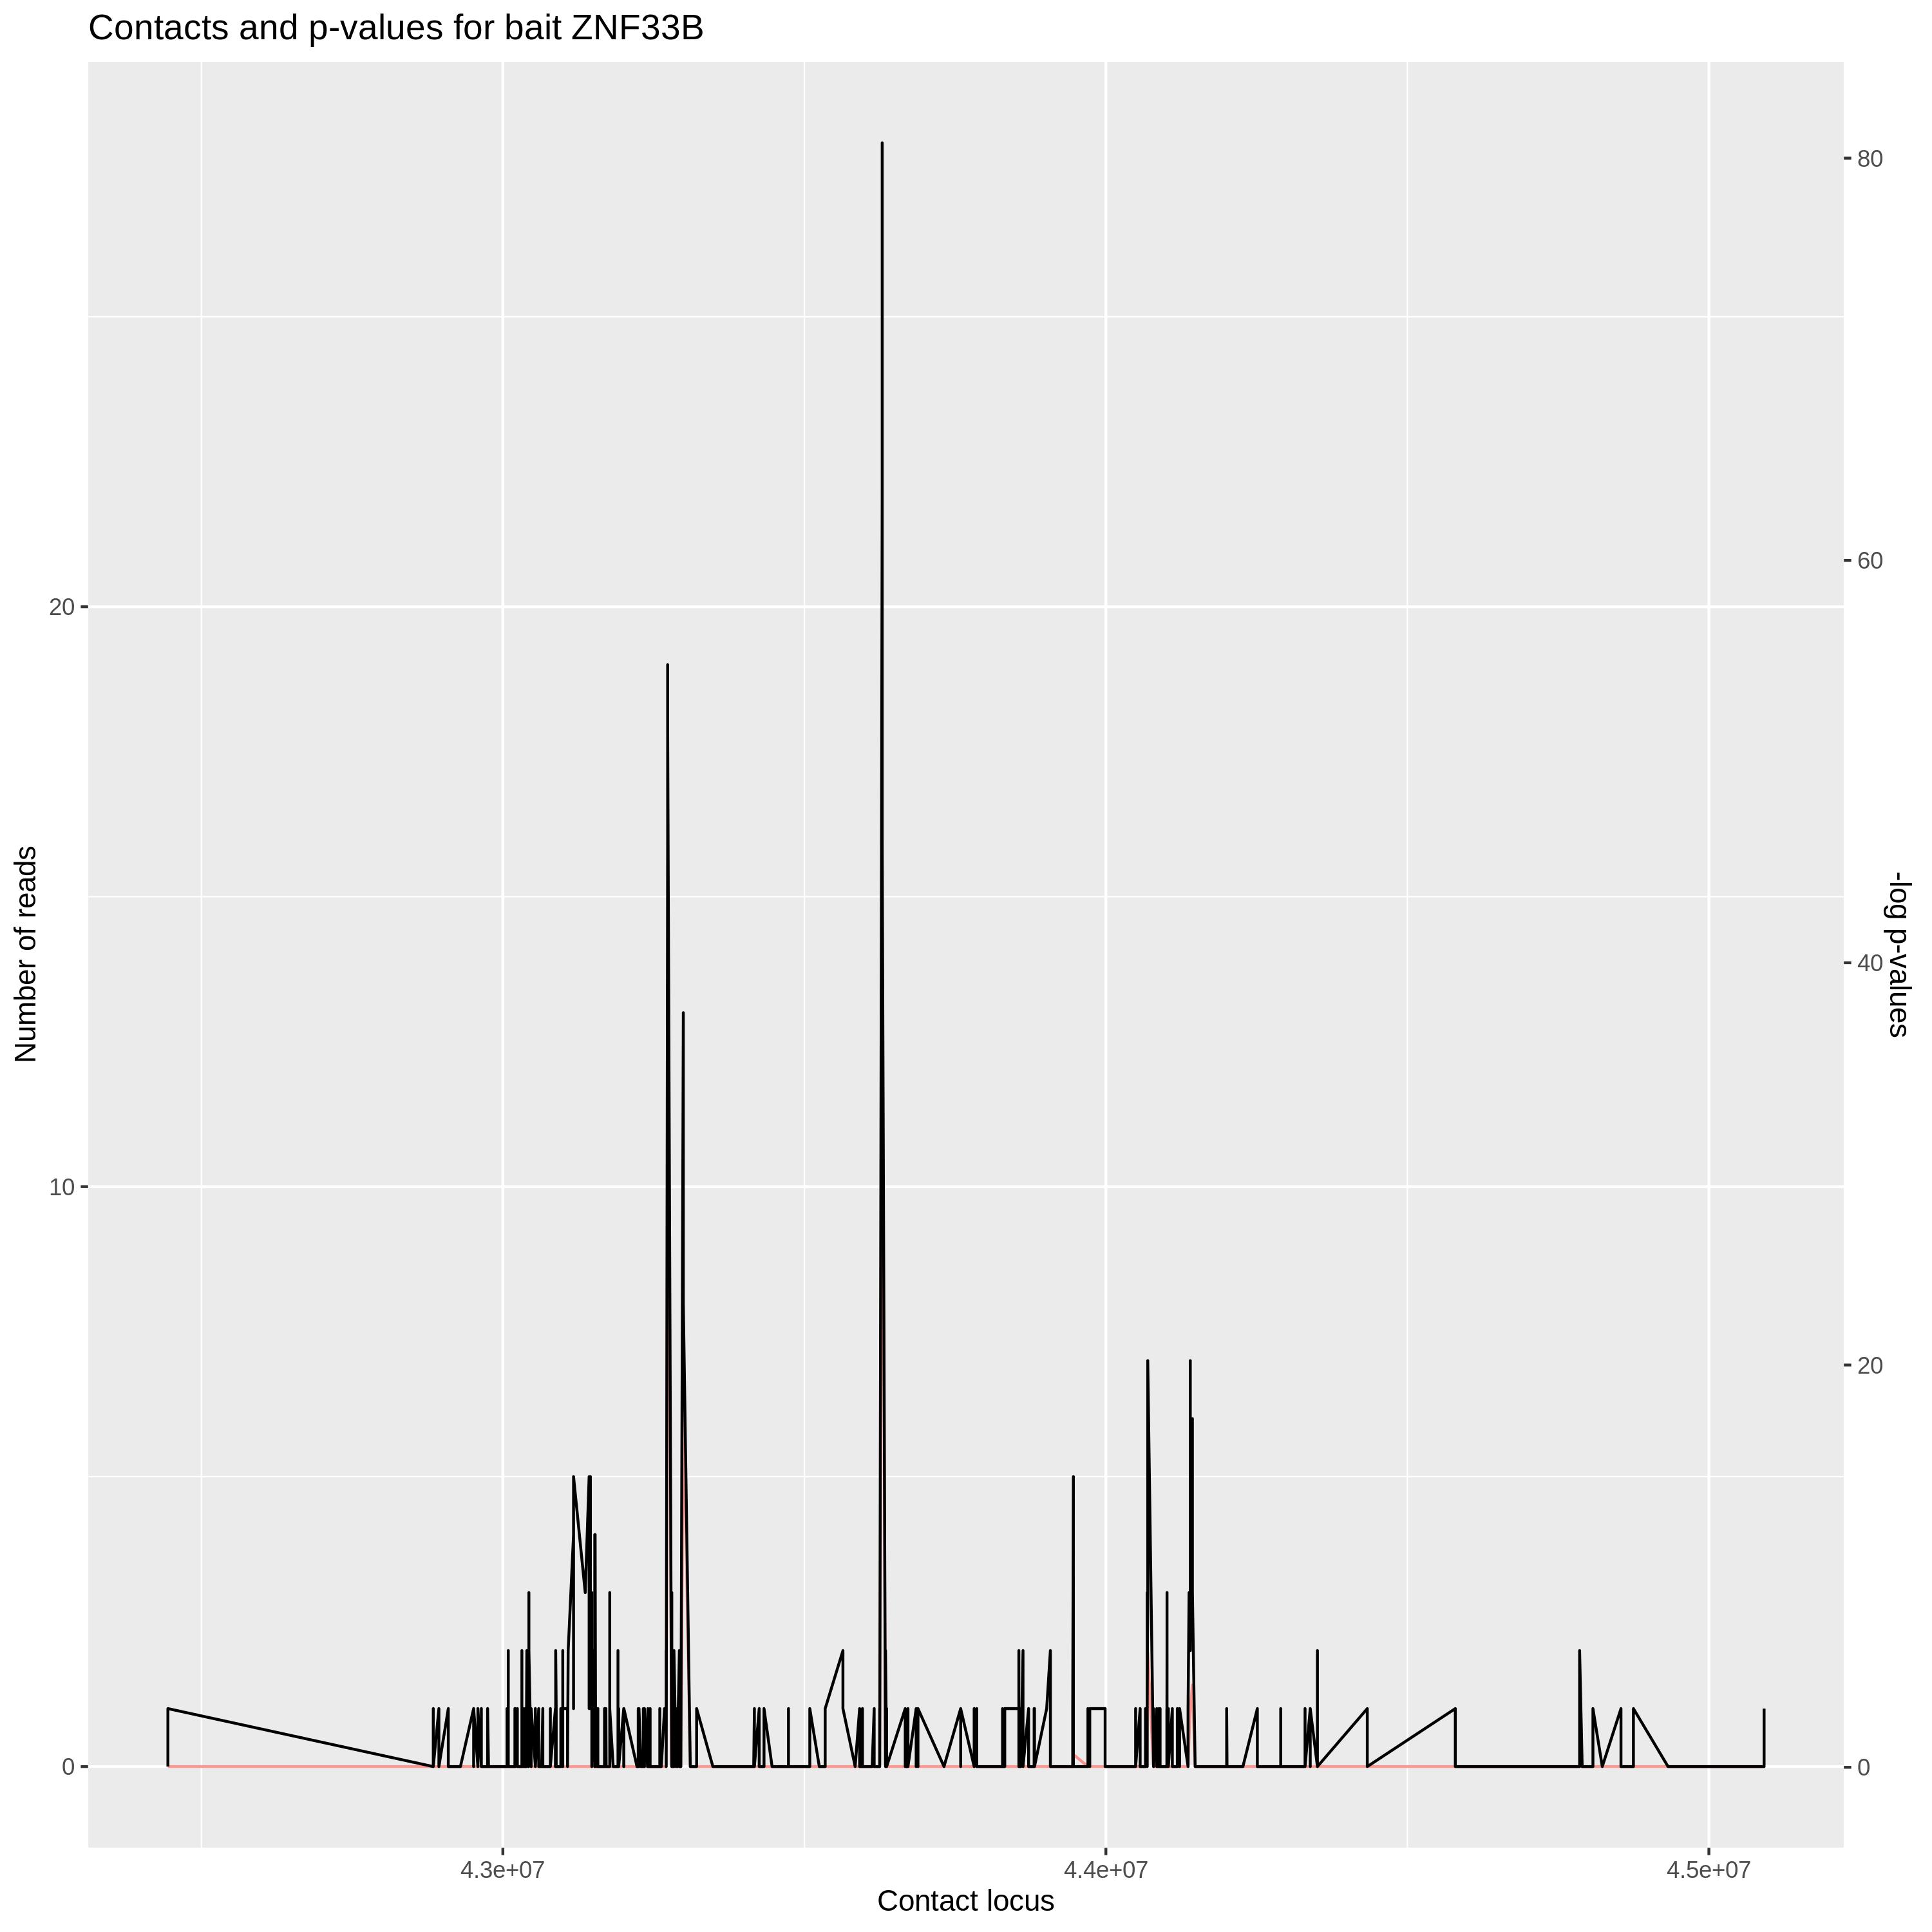 Contacts and p-values for bait ZNF33B
Number of reads
20
10
0
80
60
40
20
0
-log p-values
4.3e+07
4.4e+07
4.5e+07
Contact locus